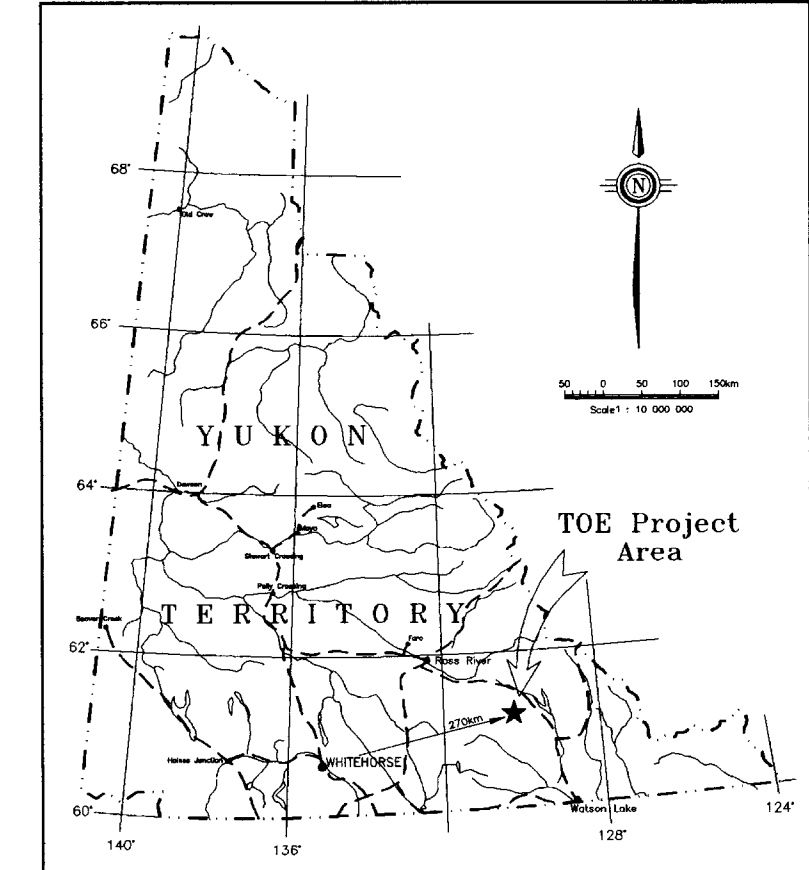 68°
Old Crow
N
66°
50 0 50 100 150km
Scale 1 : 10 000 000
YUKON
64°
Dawson
Elsa
Mayo
TOE Project
Area
Stewart Crossing
Pelly Crossing
TERRITORY
Beaver Creek
Faro
62°
Ross River
270km
Haines Junction
WHITEHORSE
60°
Watson Lake
140°
136°
128°
124°